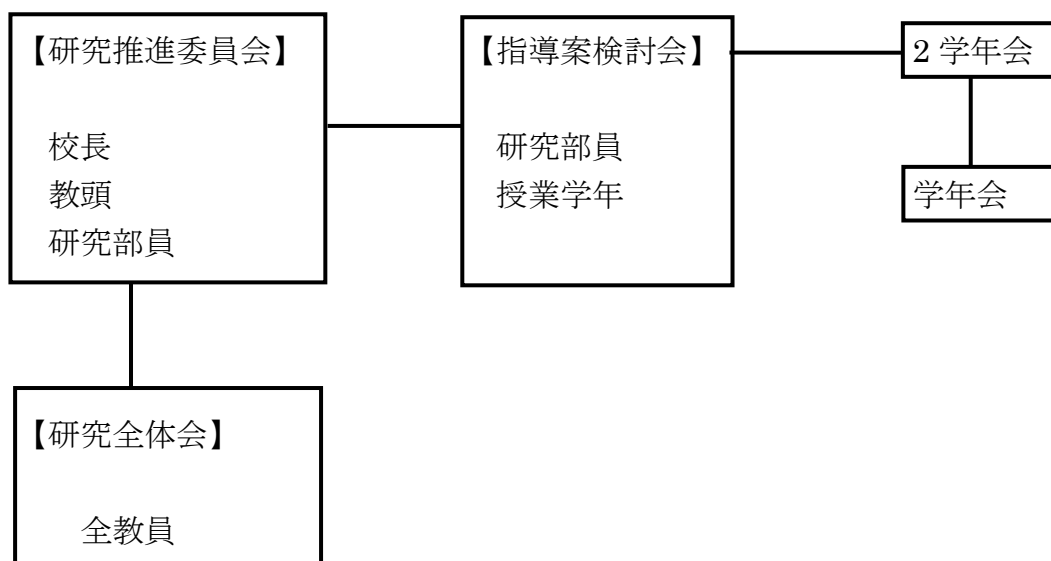 【研究推進委員会】
校長
教頭
研究部員
【指導案検討会】
研究部員
授業学年
2学年会
学年会
【研究全体会】
全教員